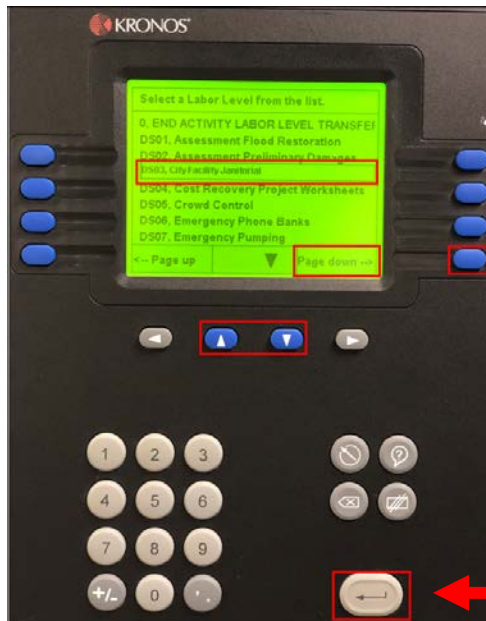 KRONOS
Select a Labor Level from the list.
0, END ACTIVITY LABOR LEVEL TRANSFER
DS01, Assessment Flood Restoration
DS02, Assessment Preliminary Damages
DS03, City Facility Janitorial
DS04, Cost Recovery Project Worksheets
DS05, Crowd Control
DS06, Emergency Phone Banks
DS07, Emergency Pumping
<-- Page up
Page down -->
1 2 3
4 5 6
7 8 9
+/- 0 . ,